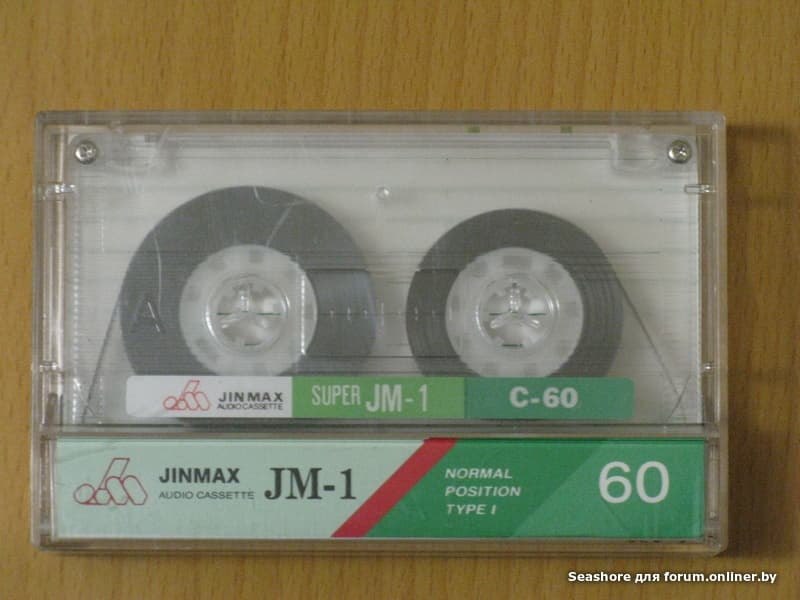 A
JINMAX
AUDIO CASSETTE
SUPER JM-1
C-60
JINMAX
AUDIO CASSETTE
JM-1
NORMAL
POSITION
TYPE I
60
Seashore для forum.onliner.by